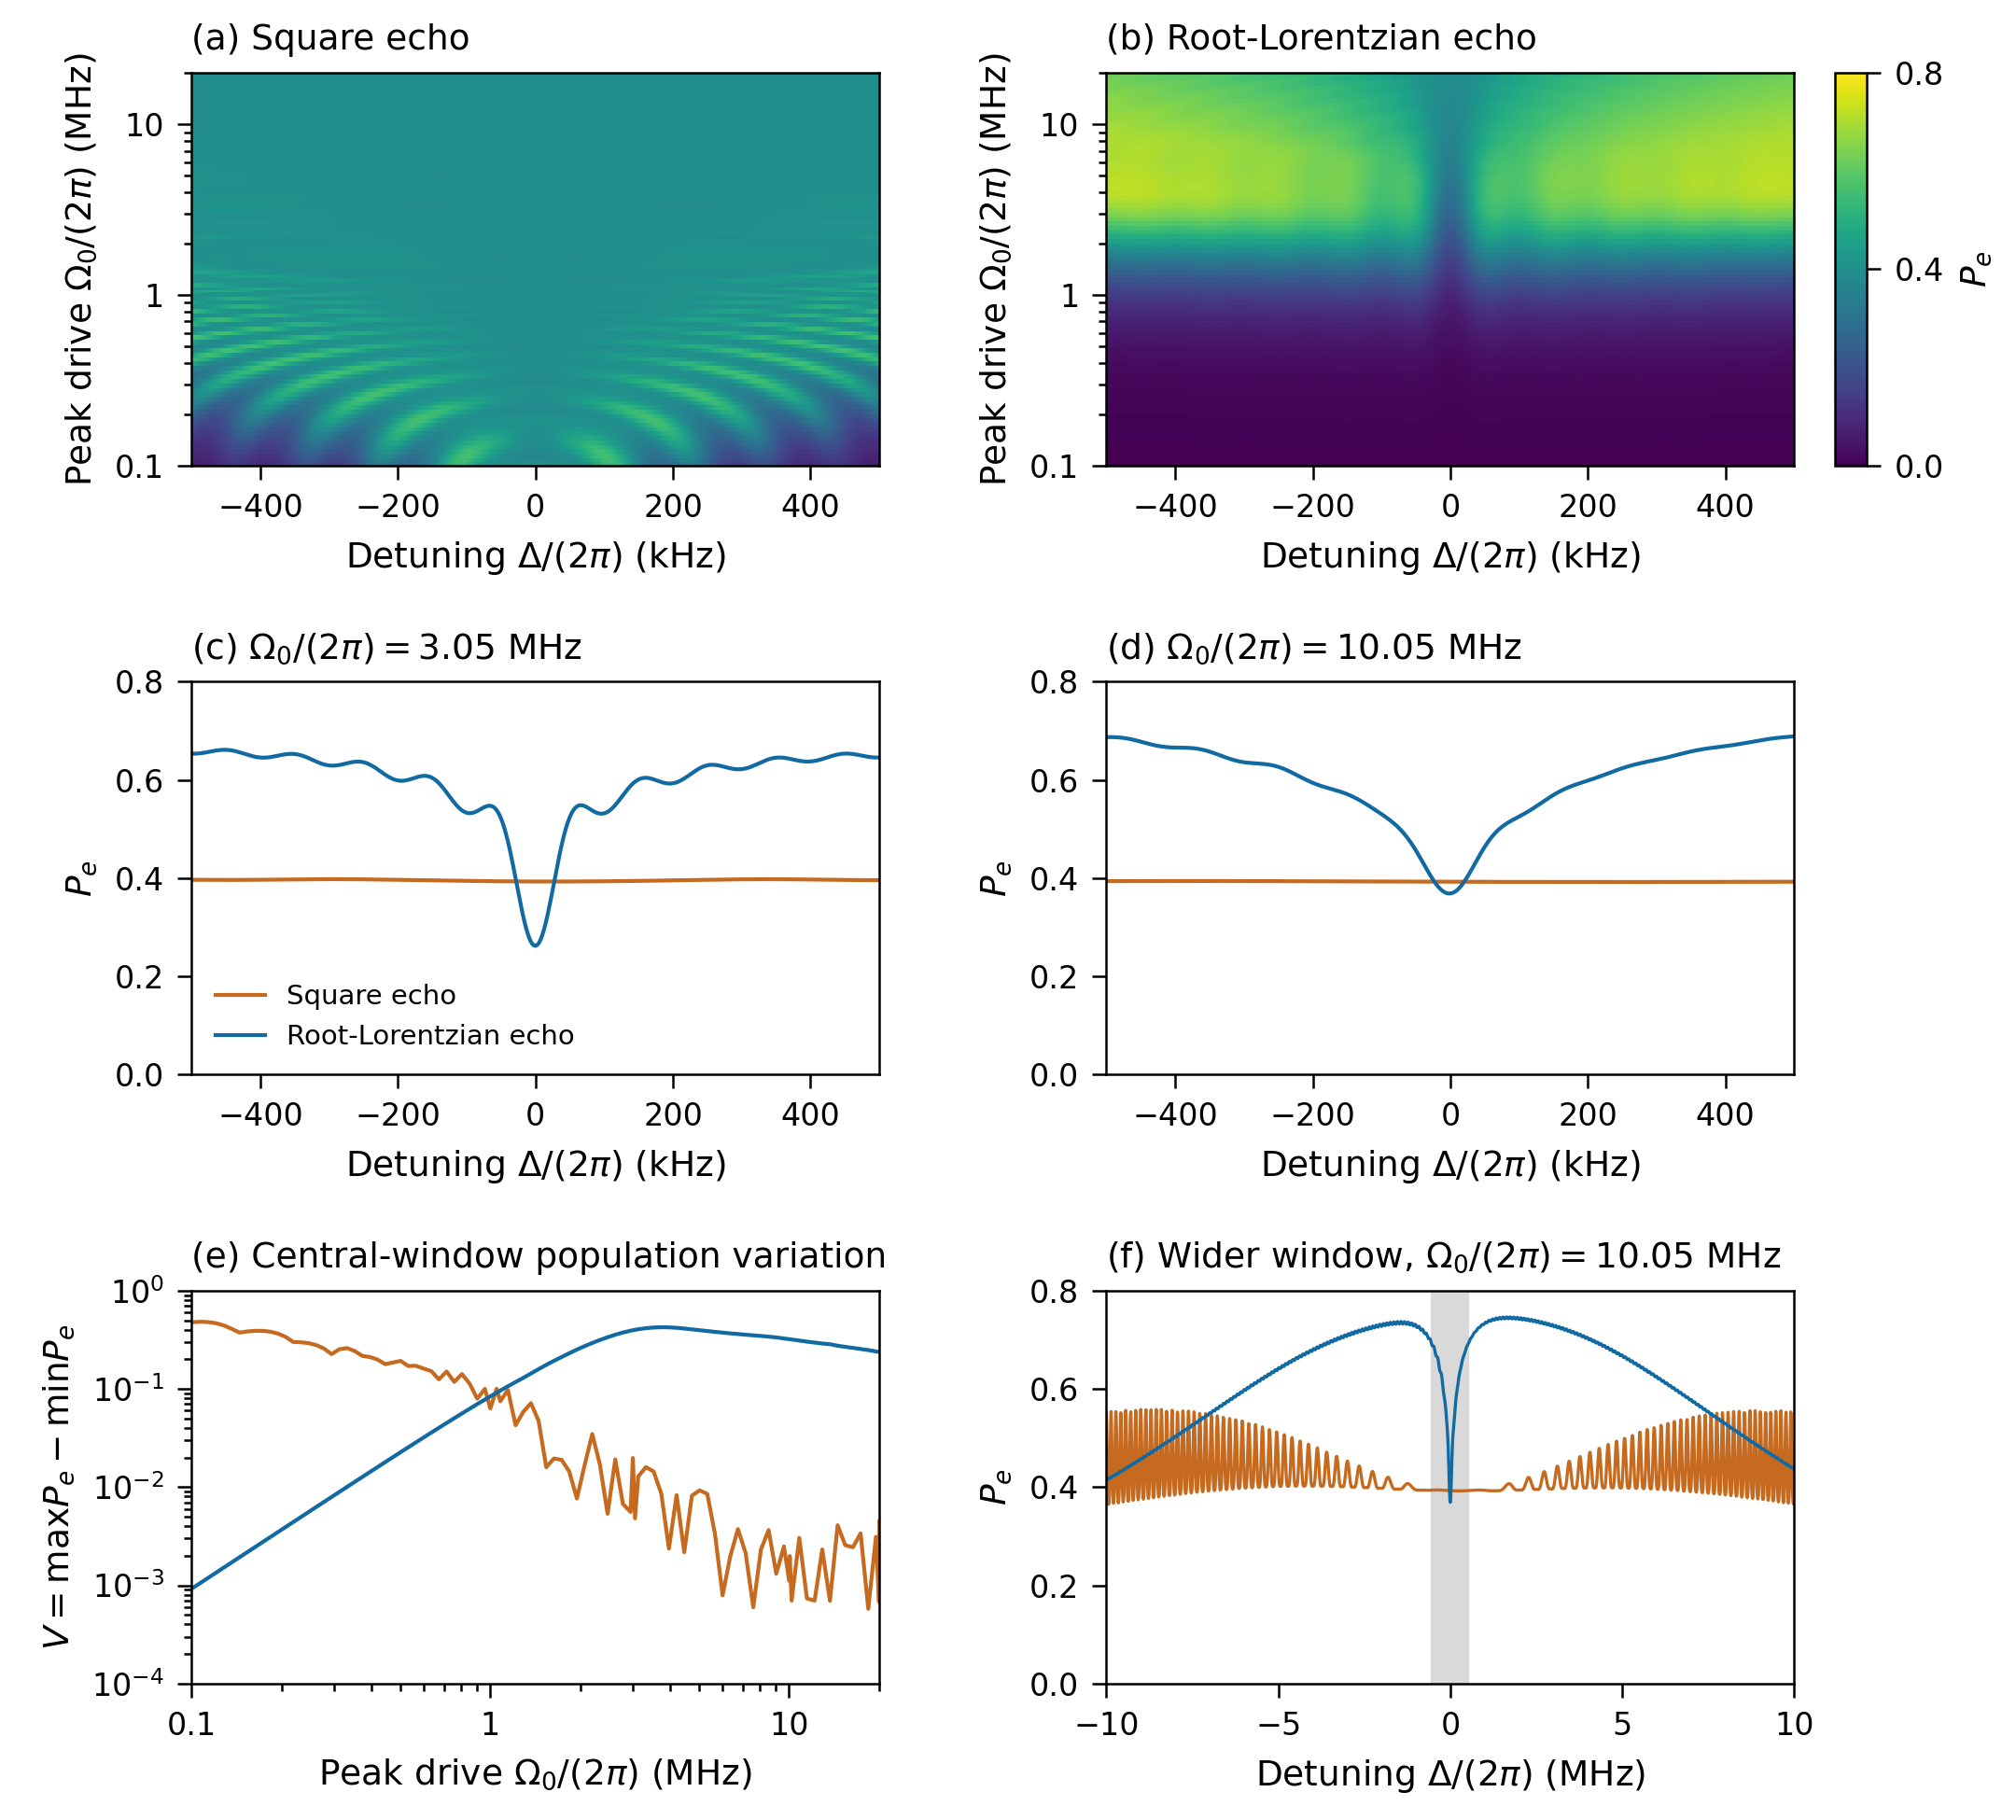 (a) Square echo
Peak drive Ω₀/(2π) (MHz)
10
1
0.1
−400 −200 0 200 400
Detuning Δ/(2π) (kHz)
(b) Root-Lorentzian echo
Peak drive Ω₀/(2π) (MHz)
10
1
0.1
−400 −200 0 200 400
Detuning Δ/(2π) (kHz)
0.8
0.4
0.0
Pₑ
(c) Ω₀/(2π) = 3.05 MHz
Pₑ
0.8
0.6
0.4
0.2
0.0
Square echo
Root-Lorentzian echo
−400 −200 0 200 400
Detuning Δ/(2π) (kHz)
(d) Ω₀/(2π) = 10.05 MHz
Pₑ
0.8
0.6
0.4
0.2
0.0
−400 −200 0 200 400
Detuning Δ/(2π) (kHz)
(e) Central-window population variation
V = maxPₑ − minPₑ
10⁰
10⁻¹
10⁻²
10⁻³
10⁻⁴
0.1 1 10
Peak drive Ω₀/(2π) (MHz)
(f) Wider window, Ω₀/(2π) = 10.05 MHz
Pₑ
0.8
0.6
0.4
0.2
0.0
−10 −5 0 5 10
Detuning Δ/(2π) (MHz)